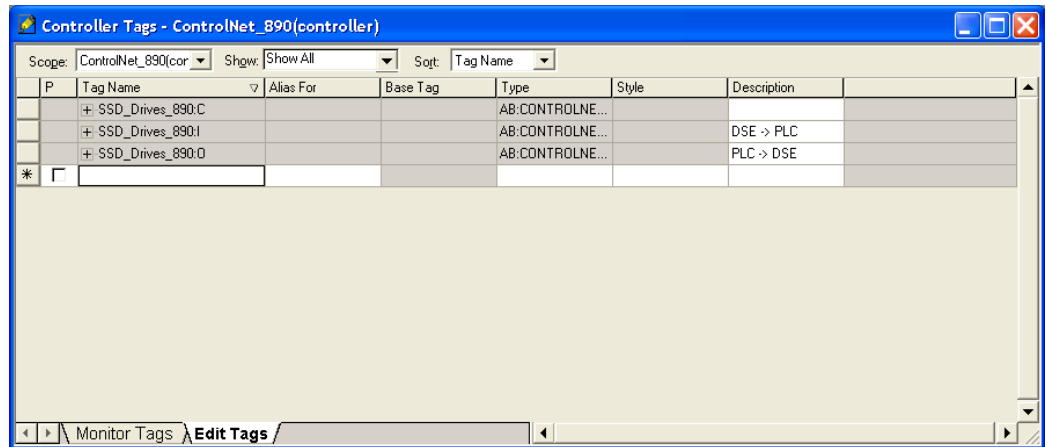 Controller Tags - ControlNet_890(controller)
Scope: ControlNet_890(cor Show: Show All Sort: Tag Name
P Tag Name Alias For Base Tag Type Style Description
SSD_Drives_890:C AB:CONTROLNE...
SSD_Drives_890:I AB:CONTROLNE... DSE -> PLC
SSD_Drives_890:O AB:CONTROLNE... PLC -> DSE
Monitor Tags Edit Tags